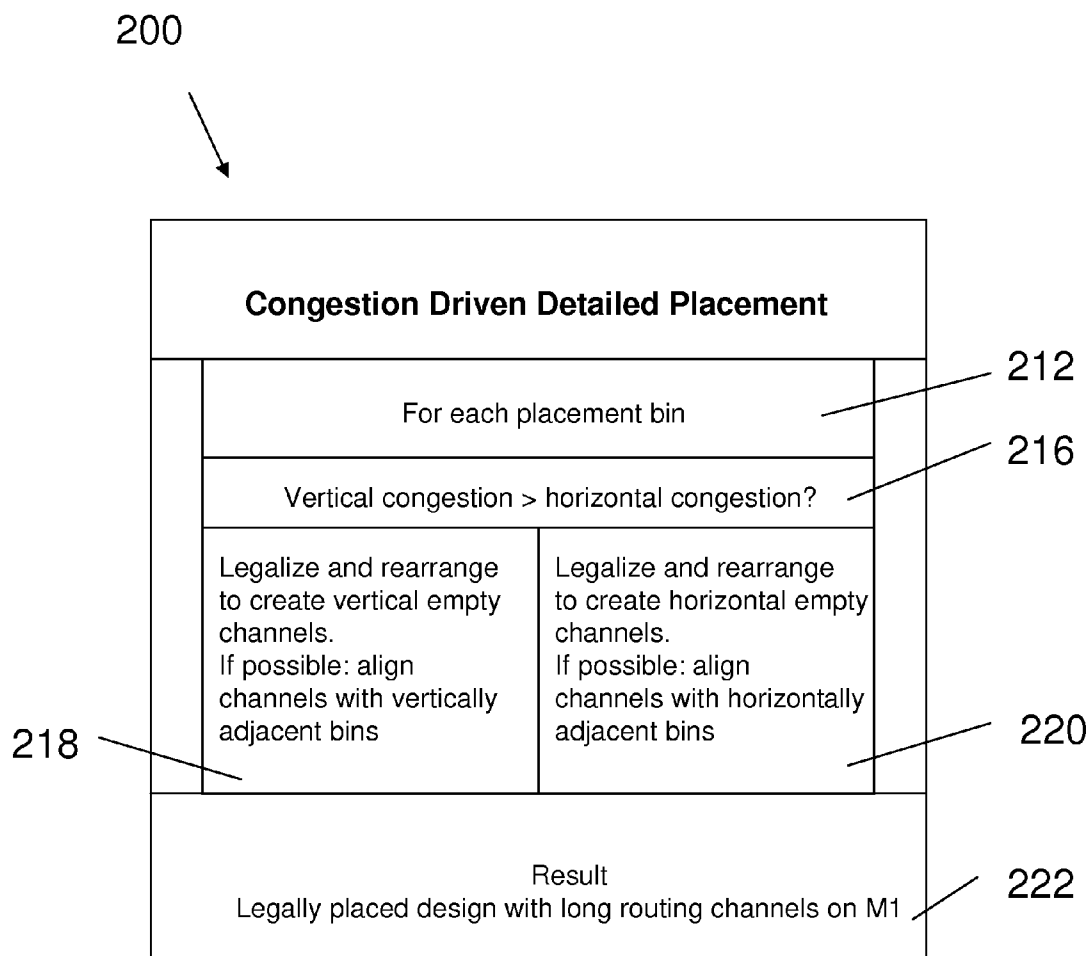 200
Congestion Driven Detailed Placement
212
For each placement bin
216
Vertical congestion > horizontal congestion?
Legalize and rearrange
to create vertical empty
channels.
If possible: align
channels with vertically
adjacent bins
Legalize and rearrange
to create horizontal empty
channels.
If possible: align
channels with horizontally
adjacent bins
218
220
Result
Legally placed design with long routing channels on M1
222